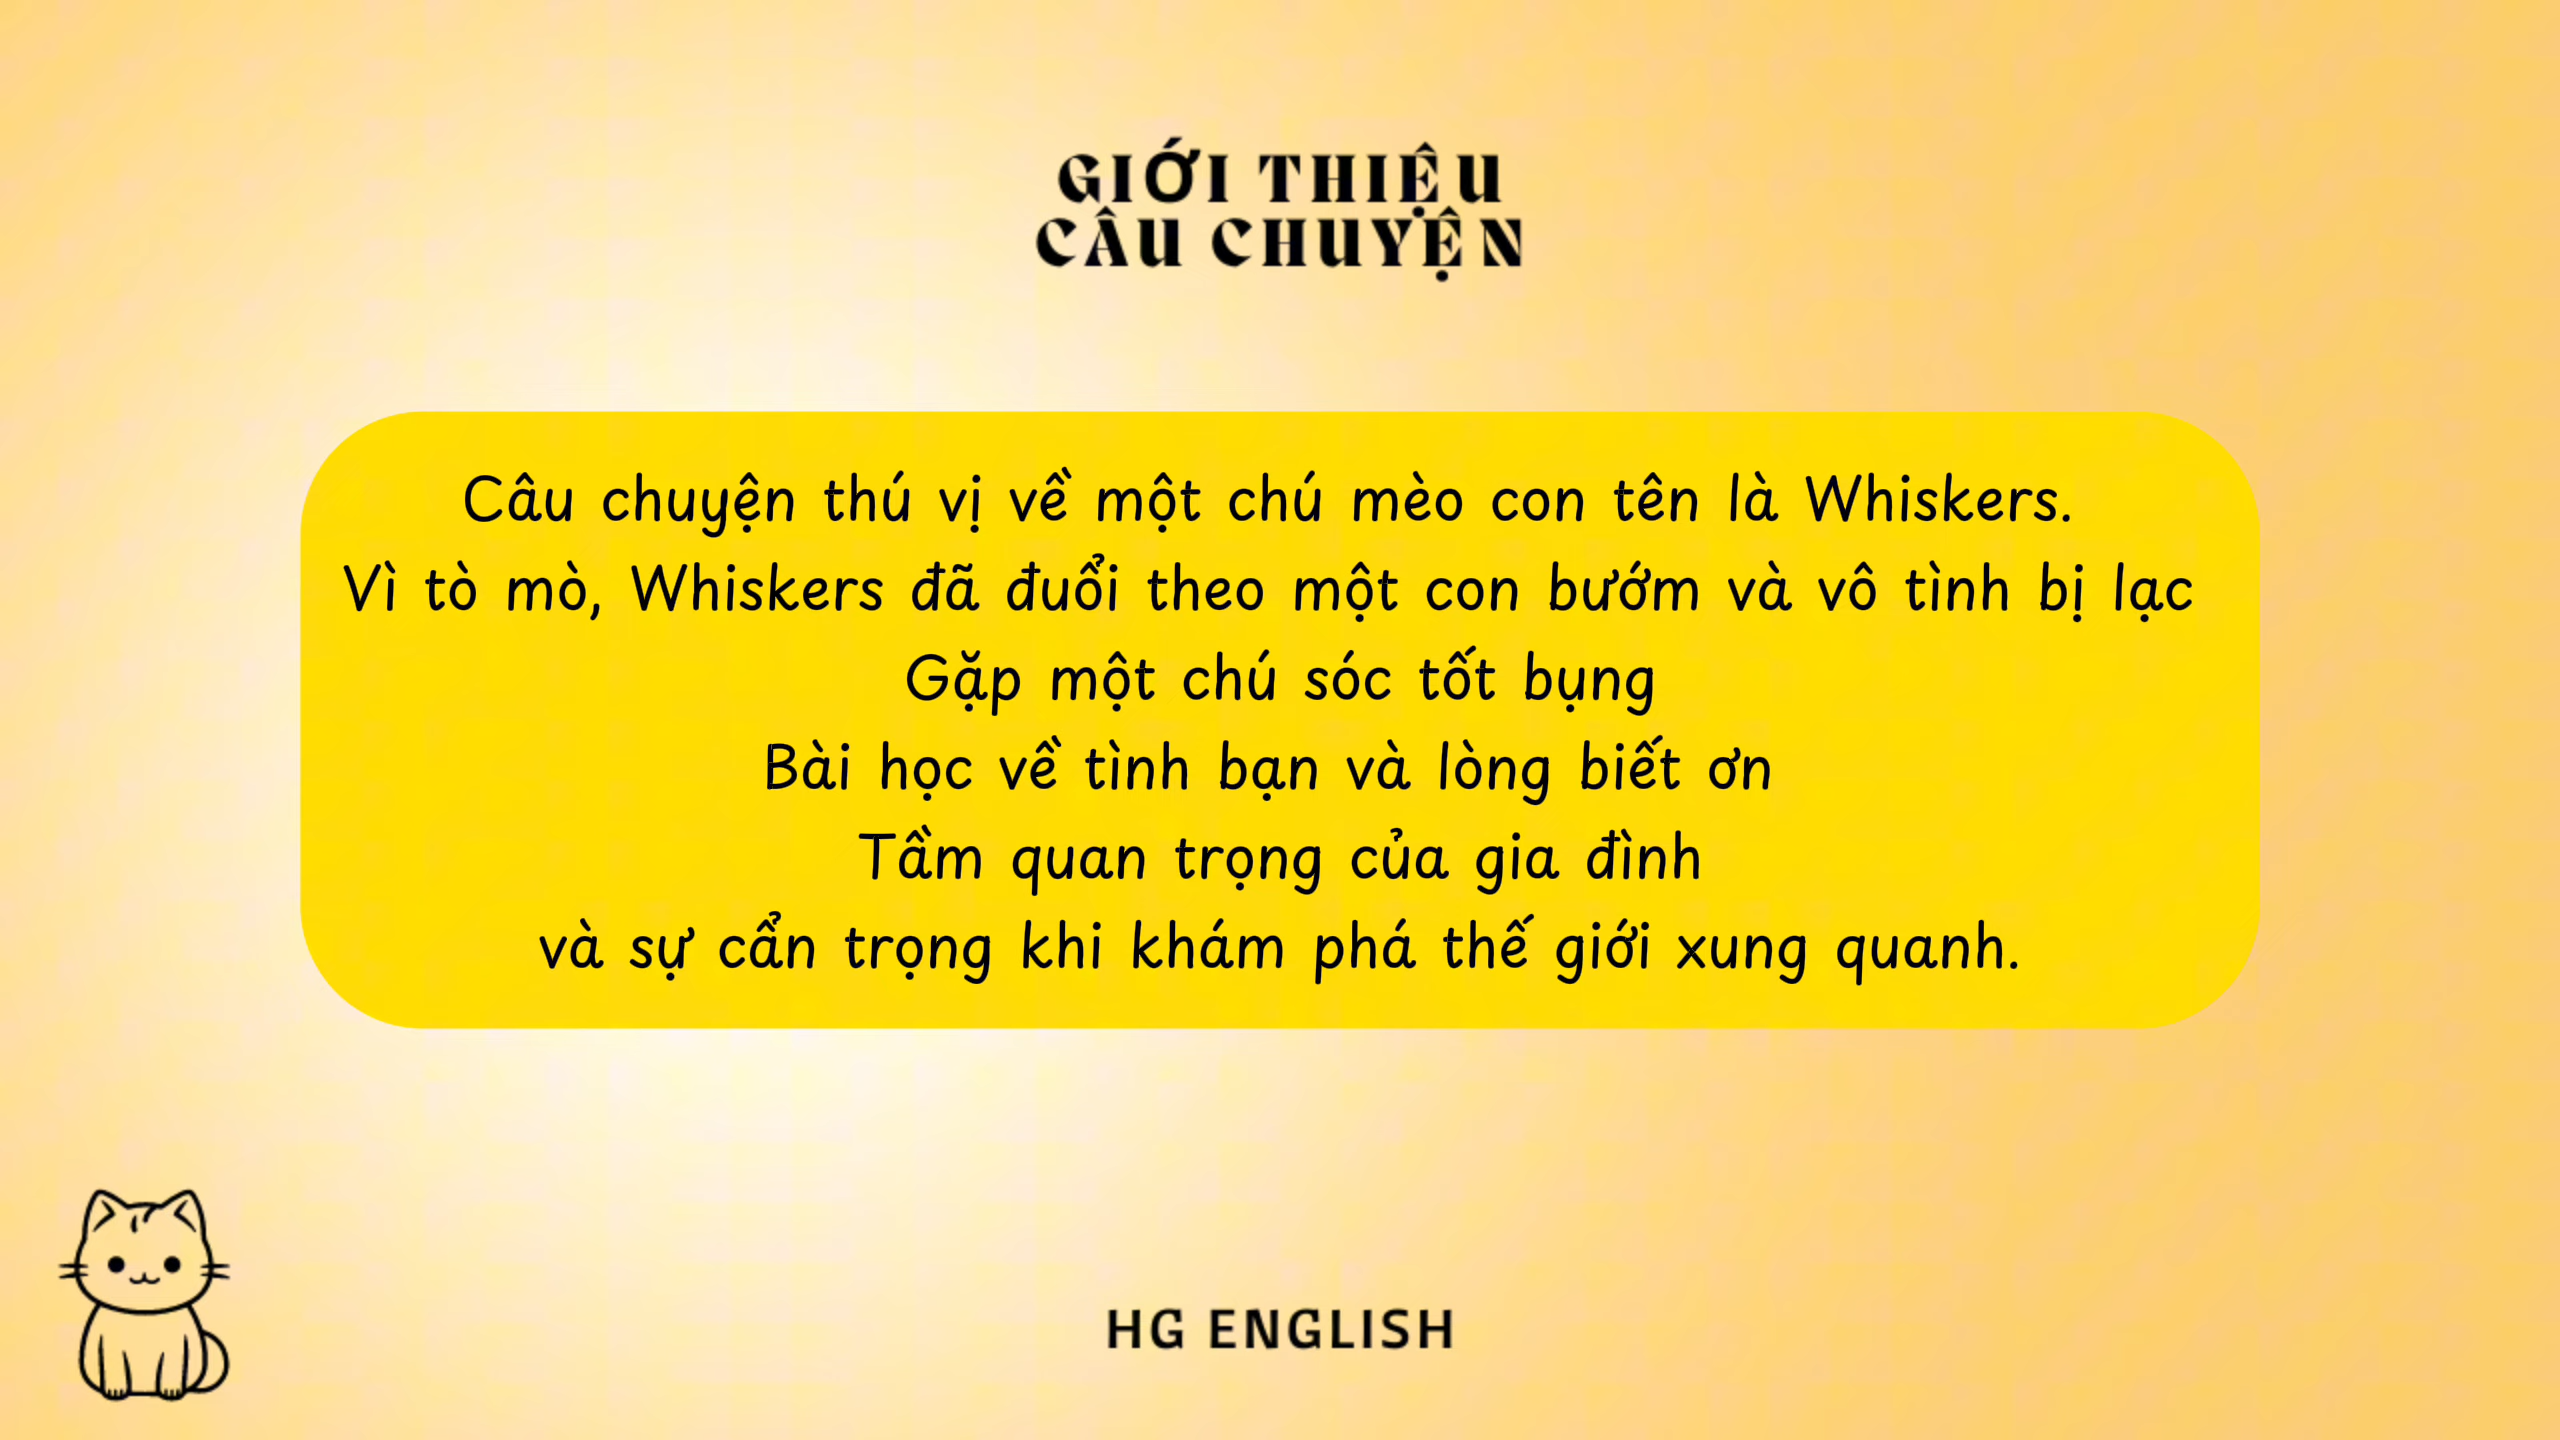 GIỚI THIỆU
CÂU CHUYỆN
Câu chuyện thú vị về một chú mèo con tên là Whiskers.
Vì tò mò, Whiskers đã đuổi theo một con bướm và vô tình bị lạc
Gặp một chú sóc tốt bụng
Bài học về tình bạn và lòng biết ơn
Tầm quan trọng của gia đình
và sự cẩn trọng khi khám phá thế giới xung quanh.
HG ENGLISH